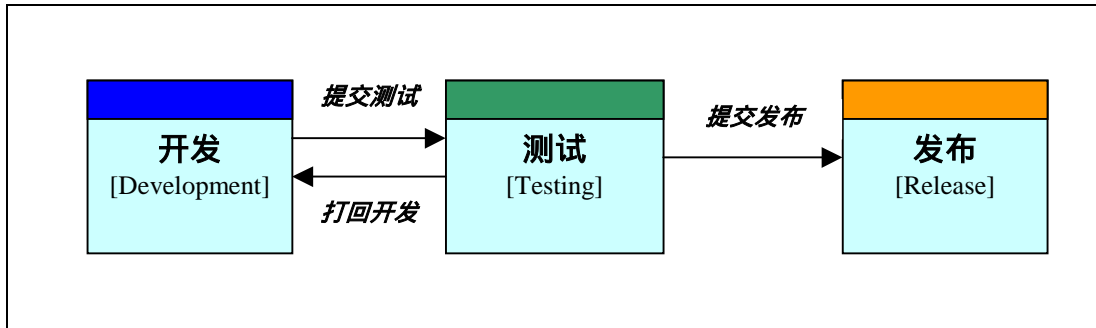 提交测试
提交发布
开发
[Development]
测试
[Testing]
发布
[Release]
打回开发